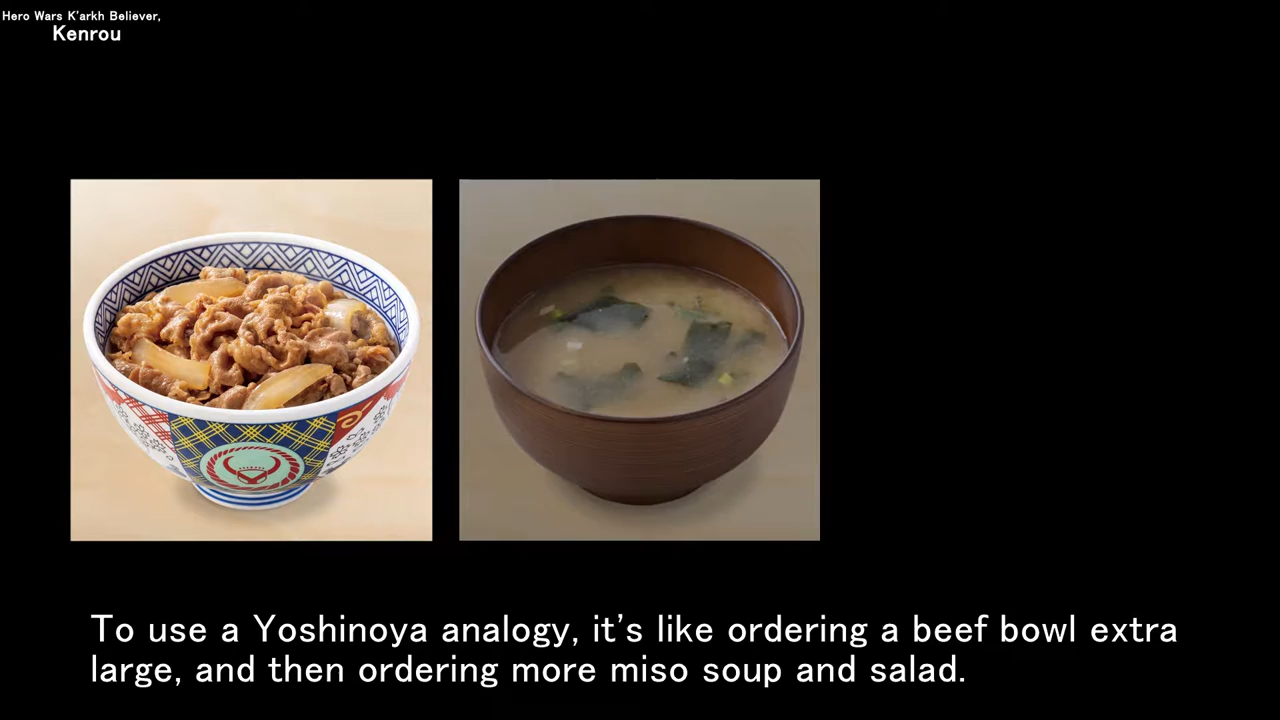 Hero Wars K'arkh Believer,
Kenrou
To use a Yoshinoya analogy, it's like ordering a beef bowl extra
large, and then ordering more miso soup and salad.